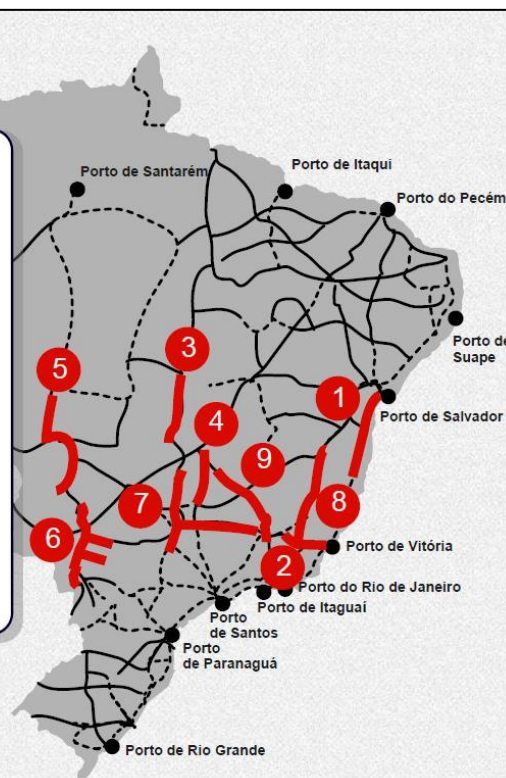 Porto de Santarém
Porto de Itaqui
Porto do Pecém
3
Porto de
Suape
5
1
Porto de Salvador
4
9
7
8
6
Porto de Vitória
2
Porto do Rio de Janeiro
Porto de Itaguaí
Porto
de Santos
Porto
de Paranaguá
Porto de Rio Grande